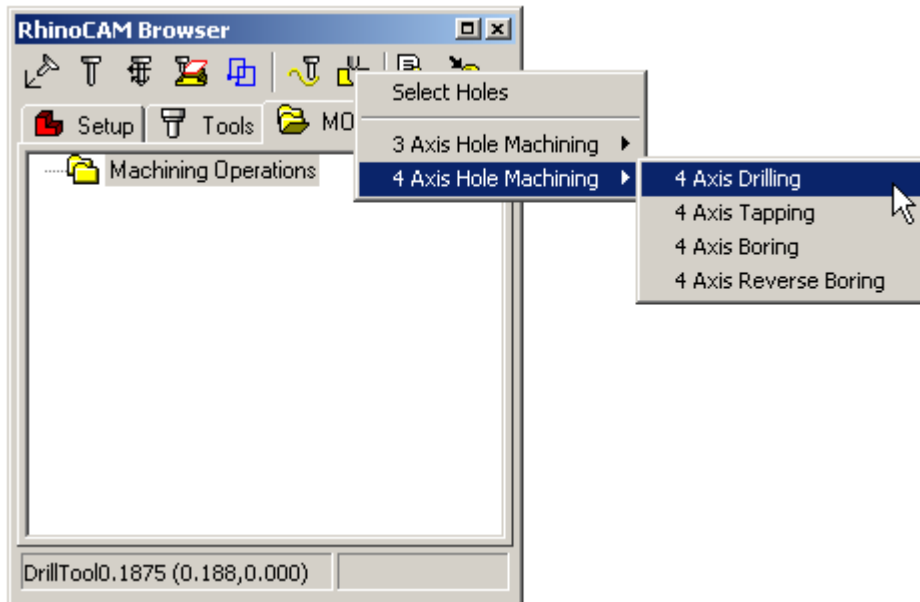 RhinoCAM Browser
Select Holes
Setup
Tools
MO
3 Axis Hole Machining
Machining Operations
4 Axis Hole Machining
4 Axis Drilling
4 Axis Tapping
4 Axis Boring
4 Axis Reverse Boring
DrillTool0.1875 (0.188,0.000)